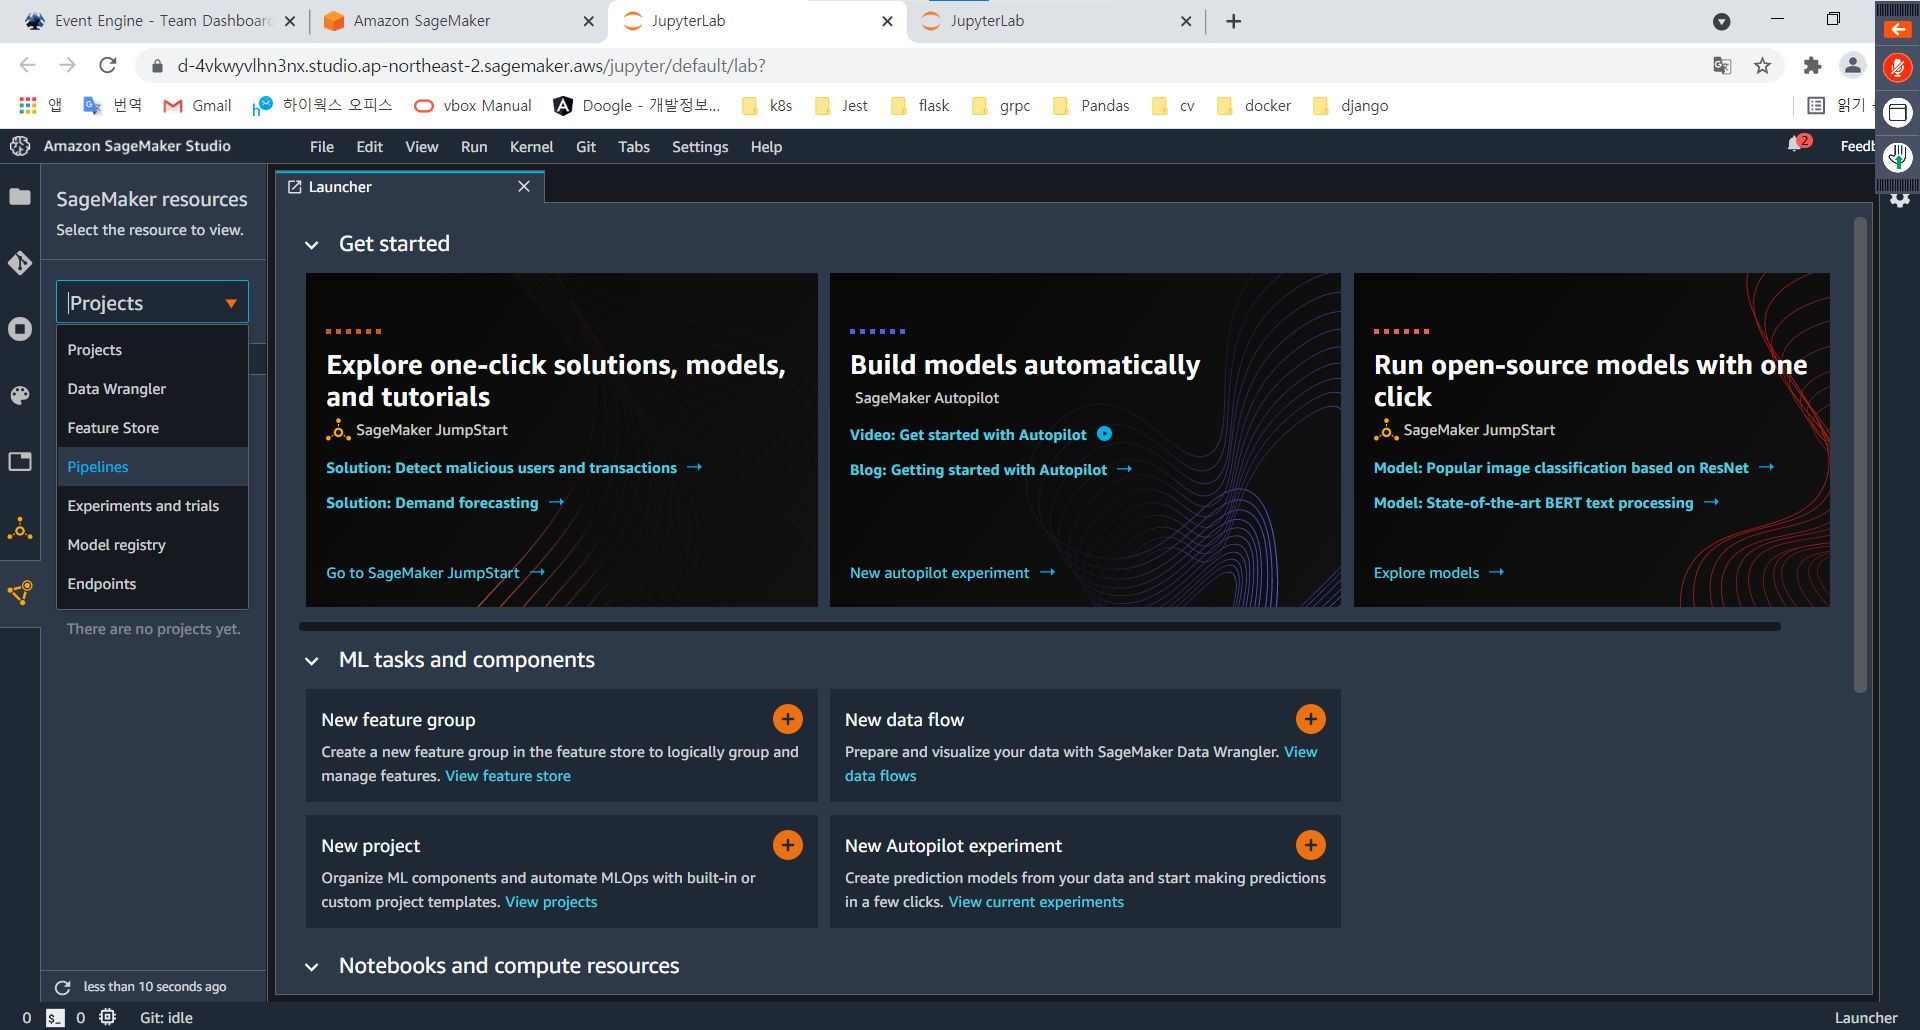 Event Engine - Team Dashboard
Amazon SageMaker
JupyterLab
JupyterLab
d-4vkwyvlhn3nx.studio.ap-northeast-2.sagemaker.aws/jupyter/default/lab?
앱
번역
Gmail
하이웍스 오피스
vbox Manual
Doogle - 개발정보...
k8s
Jest
flask
grpc
Pandas
cv
docker
django
읽기
Amazon SageMaker Studio
File Edit View Run Kernel Git Tabs Settings Help
2
Feedb
SageMaker resources
Select the resource to view.
Projects
Projects
Data Wrangler
Feature Store
Pipelines
Experiments and trials
Model registry
Endpoints
There are no projects yet.
less than 10 seconds ago
Launcher
Get started
Explore one-click solutions, models,
and tutorials
SageMaker JumpStart
Solution: Detect malicious users and transactions
Solution: Demand forecasting
Go to SageMaker JumpStart
Build models automatically
SageMaker Autopilot
Video: Get started with Autopilot
Blog: Getting started with Autopilot
New autopilot experiment
Run open-source models with one
click
SageMaker JumpStart
Model: Popular image classification based on ResNet
Model: State-of-the-art BERT text processing
Explore models
ML tasks and components
New feature group
Create a new feature group in the feature store to logically group and
manage features. View feature store
New data flow
Prepare and visualize your data with SageMaker Data Wrangler. View
data flows
New project
Organize ML components and automate MLOps with built-in or
custom project templates. View projects
New Autopilot experiment
Create prediction models from your data and start making predictions
in a few clicks. View current experiments
Notebooks and compute resources
0
$_
0
Git: idle
Launcher